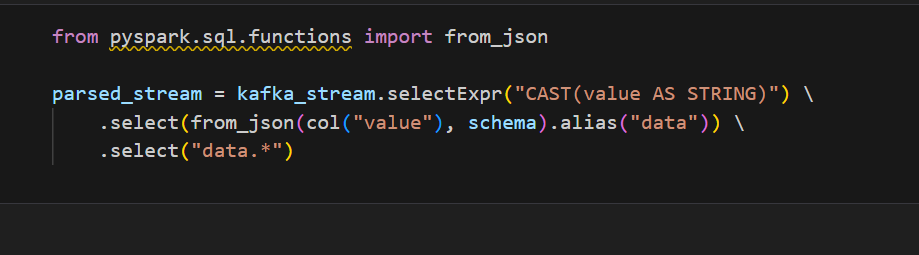 from pyspark.sql.functions import from_json
parsed_stream = kafka_stream.selectExpr("CAST(value AS STRING)") \
.select(from_json(col("value"), schema).alias("data")) \
.select("data.*")